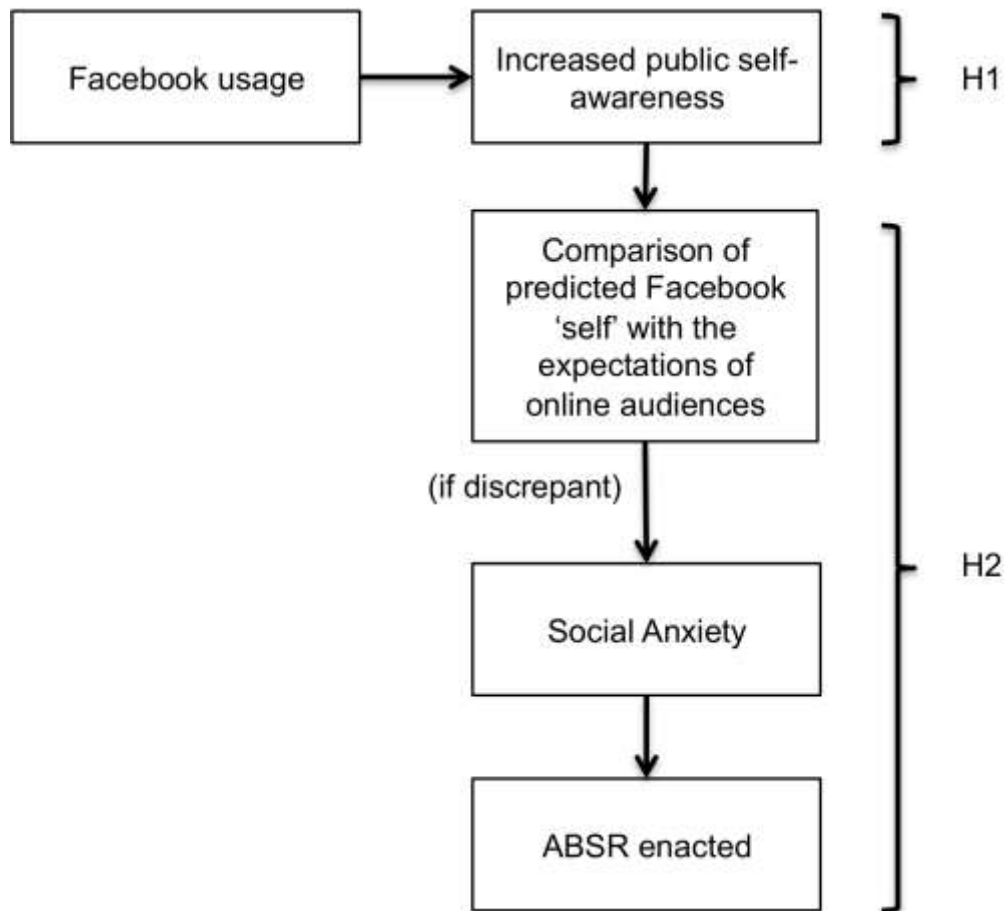 Facebook usage
Increased public self-
awareness
H1
Comparison of
predicted Facebook
‘self’ with the
expectations of
online audiences
(if discrepant)
H2
Social Anxiety
ABSR enacted